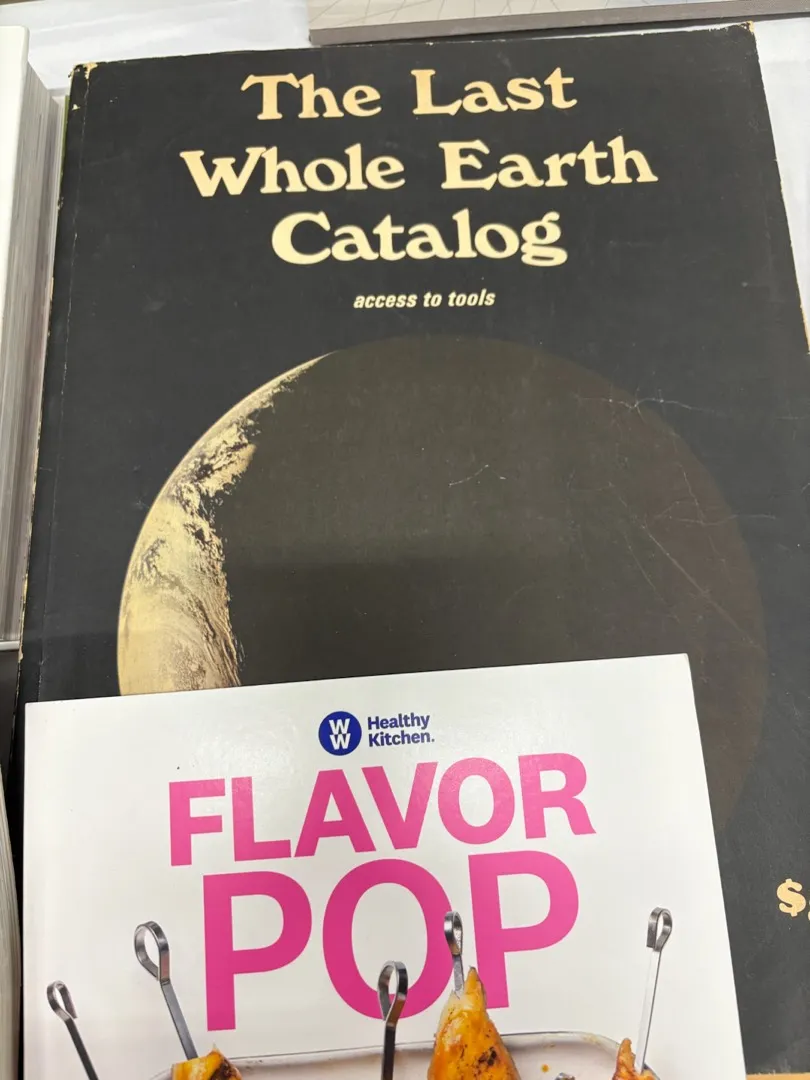 The Last
Whole Earth
Catalog
access to tools
$
WW Healthy
Kitchen.
FLAVOR
POP